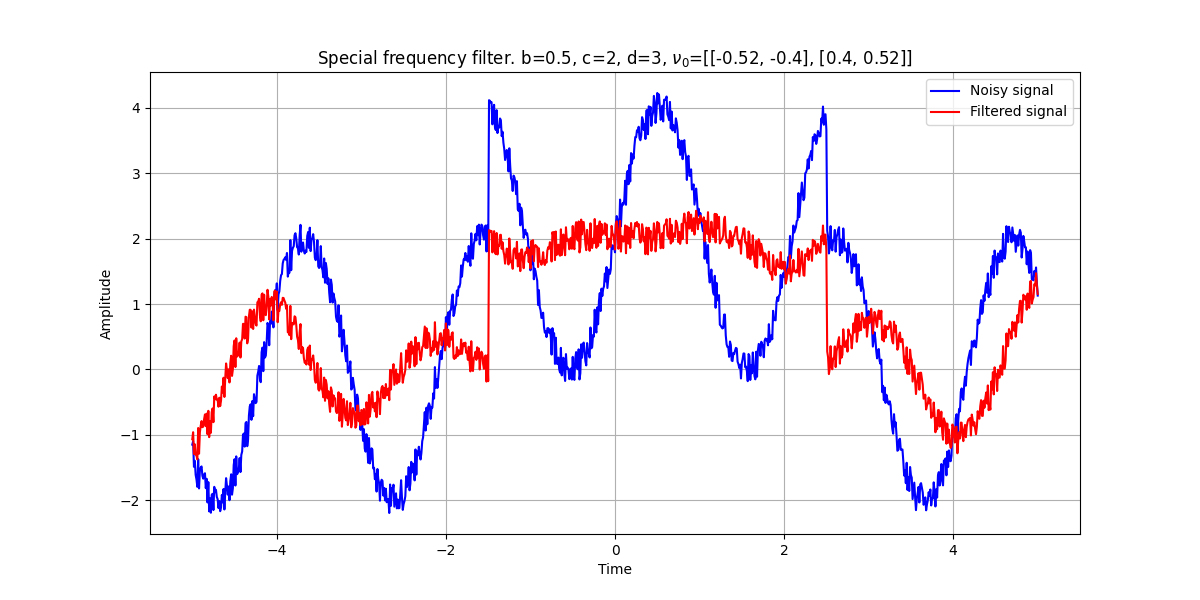 Special frequency filter. b=0.5, c=2, d=3, ν₀=[[-0.52, -0.4], [0.4, 0.52]]
Noisy signal
Filtered signal
4
3
2
1
0
−1
−2
Amplitude
−4
−2
0
2
4
Time